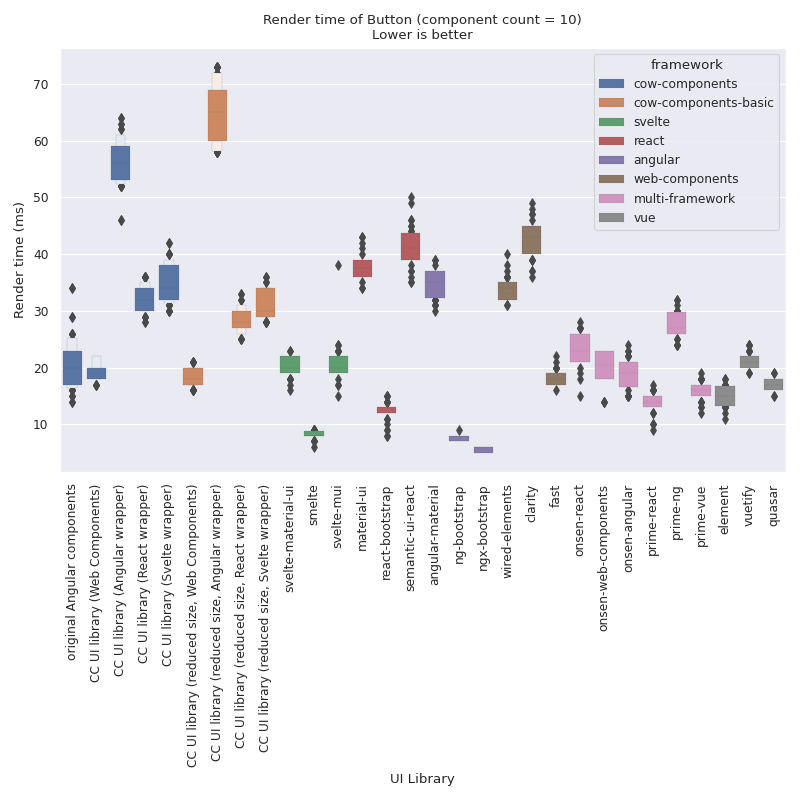 Render time of Button (component count = 10)
Lower is better
framework
cow-components
cow-components-basic
svelte
react
angular
web-components
multi-framework
vue
Render time (ms)
70
60
50
40
30
20
10
original Angular components
CC UI library (Web Components)
CC UI library (Angular wrapper)
CC UI library (React wrapper)
CC UI library (Svelte wrapper)
CC UI library (reduced size, Web Components)
CC UI library (reduced size, Angular wrapper)
CC UI library (reduced size, React wrapper)
CC UI library (reduced size, Svelte wrapper)
svelte-material-ui
smelte
svelte-mui
material-ui
react-bootstrap
semantic-ui-react
angular-material
ng-bootstrap
ngx-bootstrap
wired-elements
clarity
fast
onsen-react
onsen-web-components
onsen-angular
prime-react
prime-ng
prime-vue
element
vuetify
quasar
UI Library